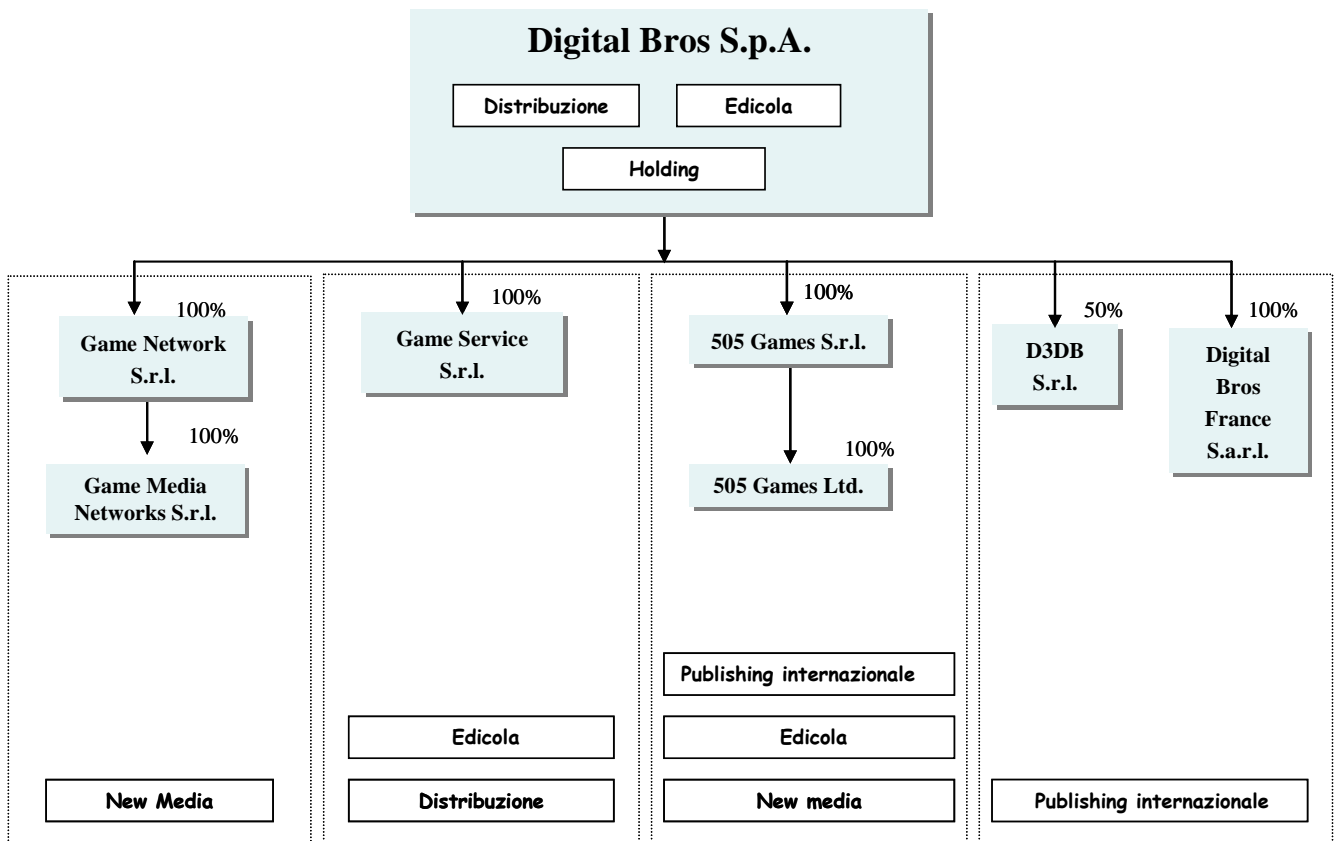 Digital Bros S.p.A.
Distribuzione
Edicola
Holding
100%
Game Network
S.r.l.
100%
Game Media
Networks S.r.l.
New Media
100%
Game Service
S.r.l.
Edicola
Distribuzione
100%
505 Games S.r.l.
100%
505 Games Ltd.
Publishing internazionale
Edicola
New media
50%
D3DB
S.r.l.
100%
Digital
Bros
France
S.a.r.l.
Publishing internazionale